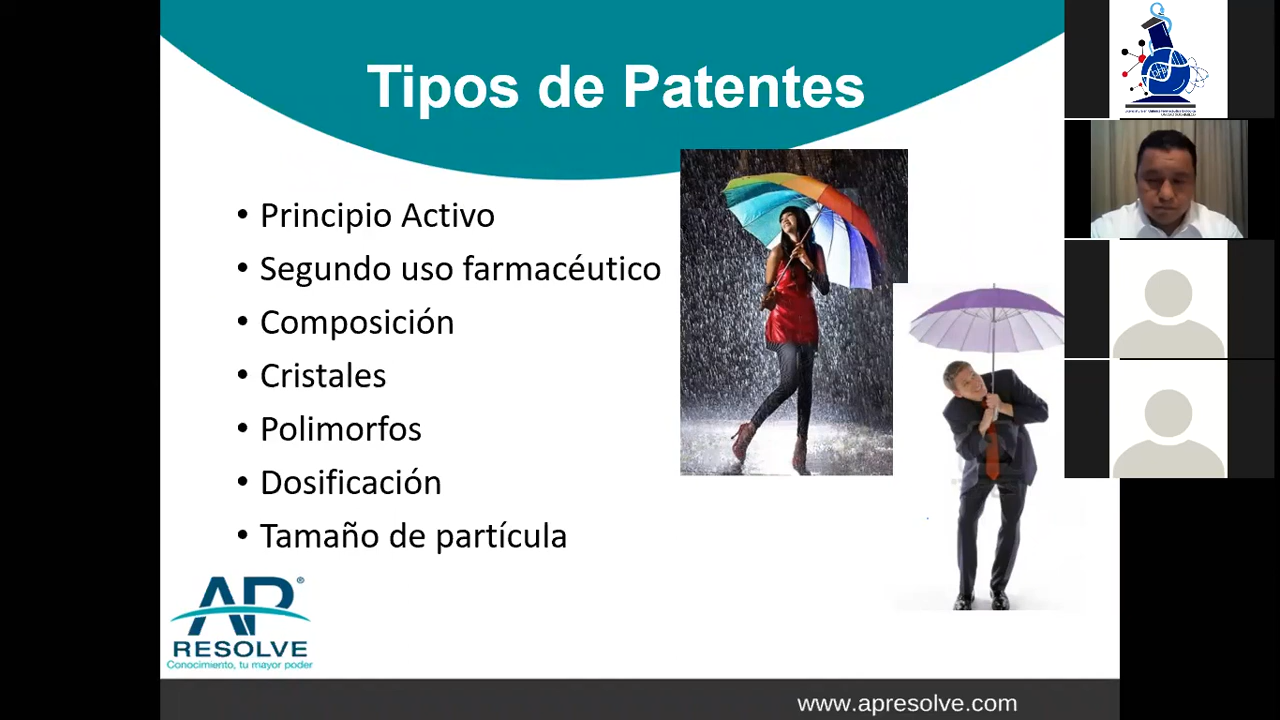 Tipos de Patentes
• Principio Activo
• Segundo uso farmacéutico
• Composición
• Cristales
• Polimorfos
• Dosificación
• Tamaño de partícula
AP®
RESOLVE
Conocimiento, tu mayor poder
www.apresolve.com